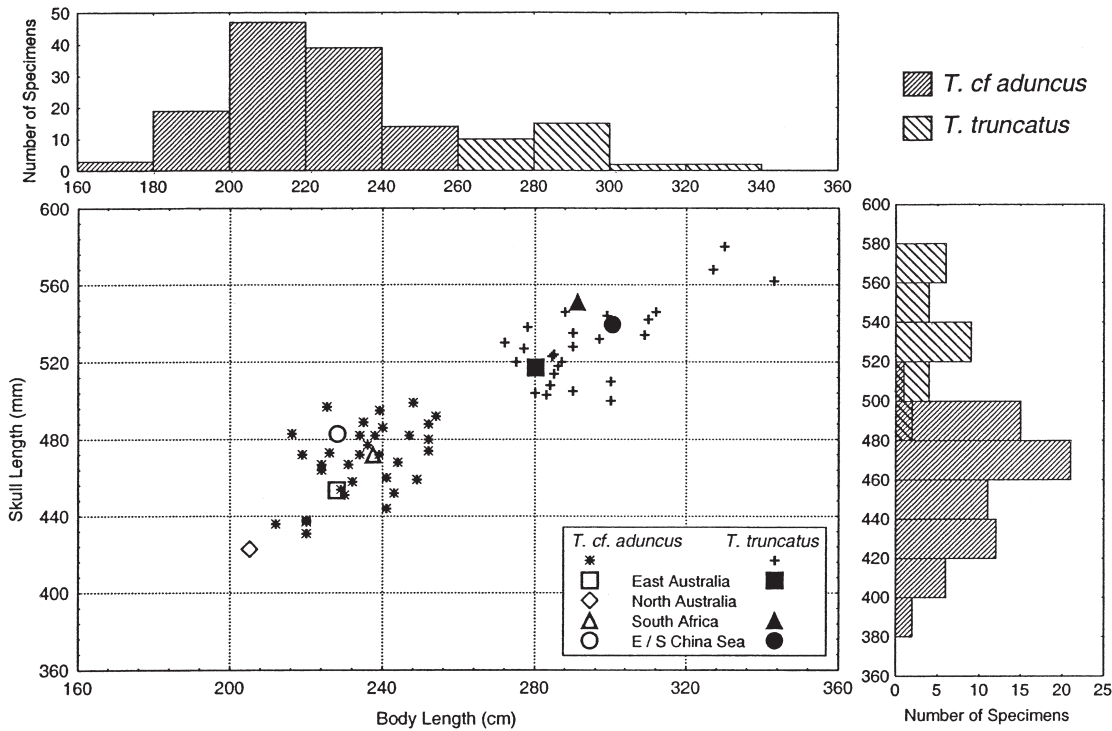 Number of Specimens
50
40
30
20
10
0
160 180 200 220 240 260 280 300 320 340 360
T. cf aduncus
T. truncatus
Skull Length (mm)
600
560
520
480
440
400
360
160 200 240 280 320 360
Body Length (cm)
T. cf. aduncus T. truncatus
East Australia
North Australia
South Africa
E / S China Sea
600
580
560
540
520
500
480
460
440
420
400
380
360
0 5 10 15 20 25
Number of Specimens